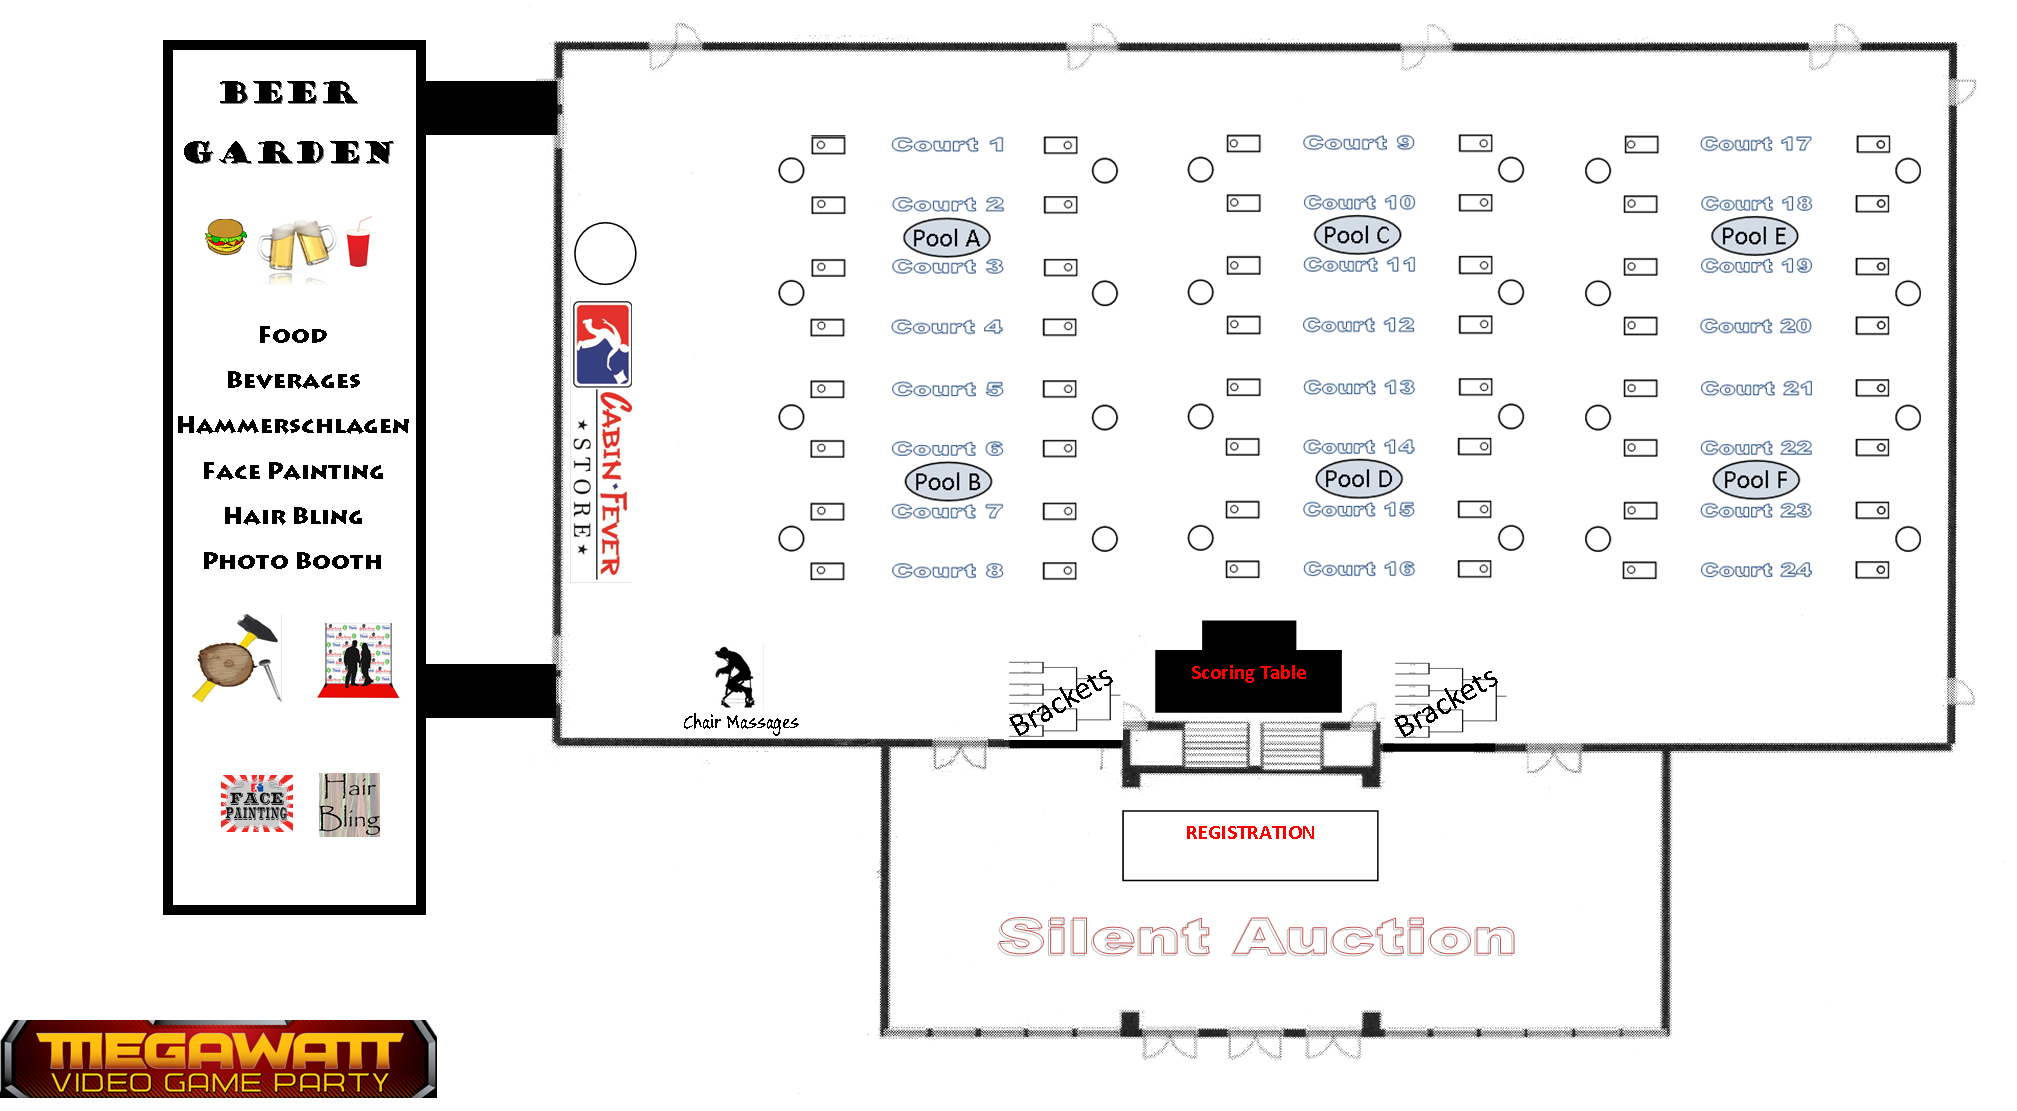 BEER
GARDEN
FOOD
BEVERAGES
HAMMERSCHLAGEN
FACE PAINTING
HAIR BLING
PHOTO BOOTH
FACE
PAINTING
Hair
Bling
MEGAWATT
VIDEO GAME PARTY
CABIN FEVER
★ STORE ★
Chair Massages
Court 1
Court 2
Pool A
Court 3
Court 4
Court 5
Court 6
Pool B
Court 7
Court 8
Court 9
Court 10
Pool C
Court 11
Court 12
Court 13
Court 14
Pool D
Court 15
Court 16
Court 17
Court 18
Pool E
Court 19
Court 20
Court 21
Court 22
Pool F
Court 23
Court 24
Brackets
Scoring Table
Brackets
REGISTRATION
Silent Auction